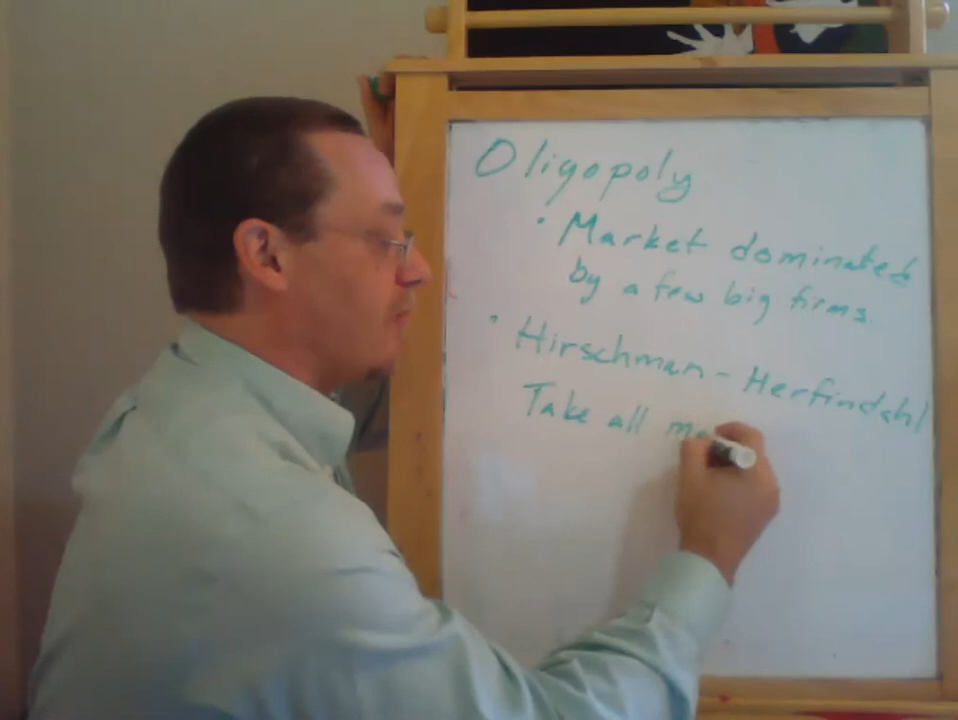 Oligopoly
· Market dominated
by a few big firms
· Hirschman-Herfindahl
Take all